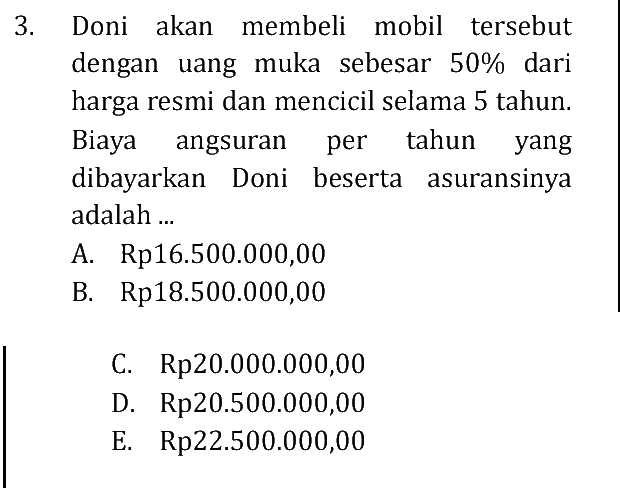 3. Doni akan membeli mobil tersebut
dengan uang muka sebesar 50% dari
harga resmi dan mencicil selama 5 tahun.
Biaya angsuran per tahun yang
dibayarkan Doni beserta asuransinya
adalah ...
A. Rp16.500.000,00
B. Rp18.500.000,00
C. Rp20.000.000,00
D. Rp20.500.000,00
E. Rp22.500.000,00